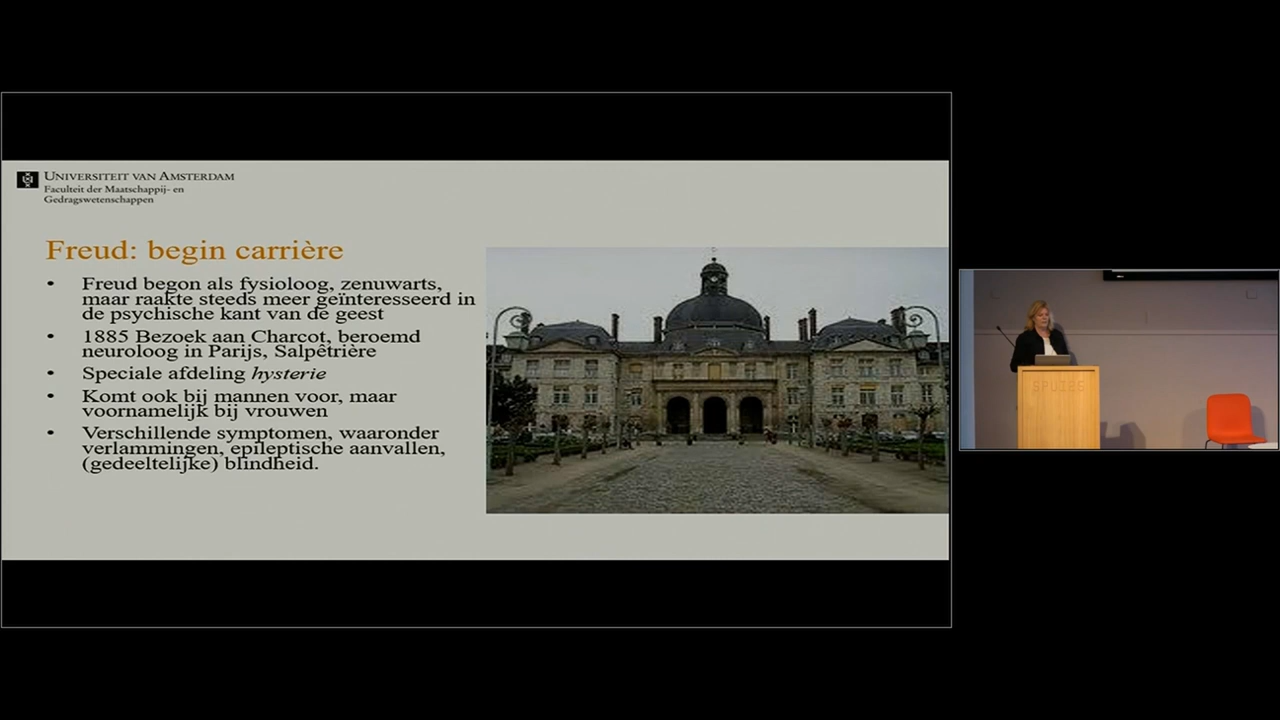 UNIVERSITEIT VAN AMSTERDAM
Faculteit der Maatschappij- en
Gedragswetenschappen
Freud: begin carrière
• Freud begon als fysioloog, zenuwarts,
maar raakte steeds meer geïnteresseerd in
de psychische kant van de geest
• 1885 Bezoek aan Charcot, beroemd
neuroloog in Parijs, Salpêtrière
• Speciale afdeling hysterie
• Komt ook bij mannen voor, maar
voornamelijk bij vrouwen
• Verschillende symptomen, waaronder
verlammingen, epileptische aanvallen,
(gedeeltelijke) blindheid.